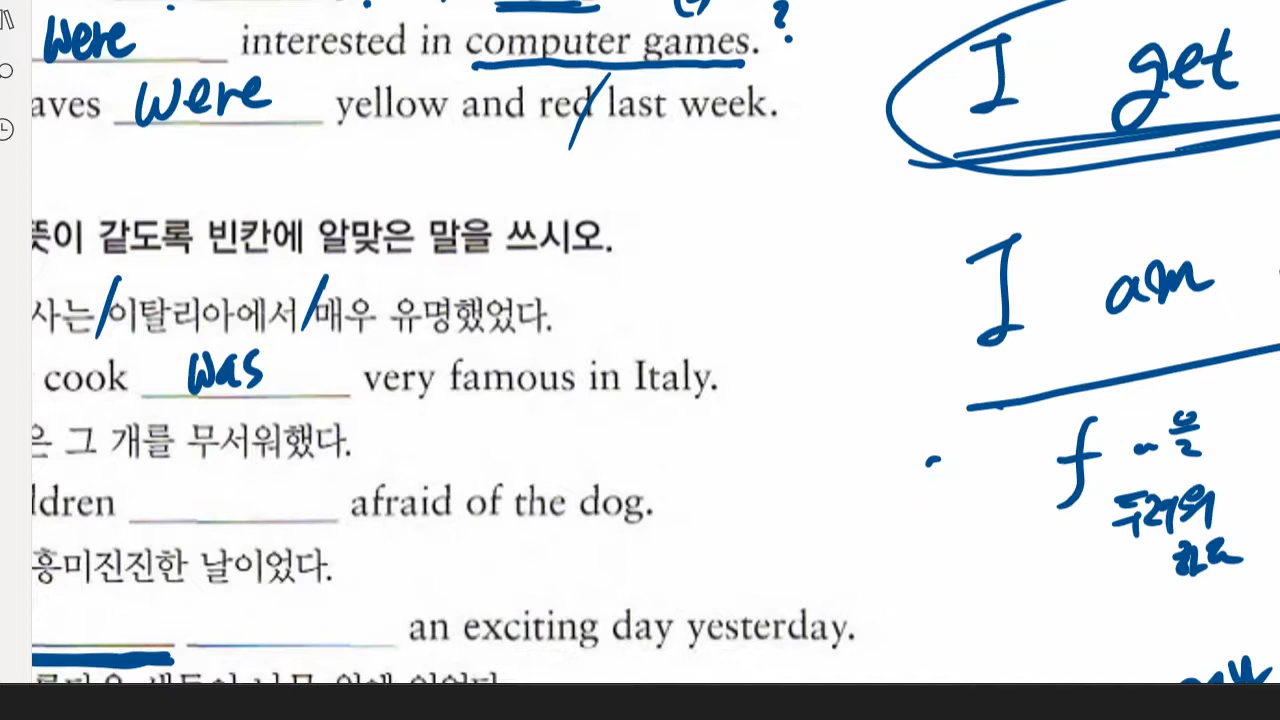 were interested in computer games. ?
aves were yellow and red / last week.
I get
뜻이 같도록 빈칸에 알맞은 말을 쓰시오.
I am
사는/이탈리아에서/매우 유명했었다.
cook was very famous in Italy.
은 그 개를 무서워했다.
f ~을
두려워
ldren afraid of the dog.
흥미진진한 날이었다.
an exciting day yesterday.